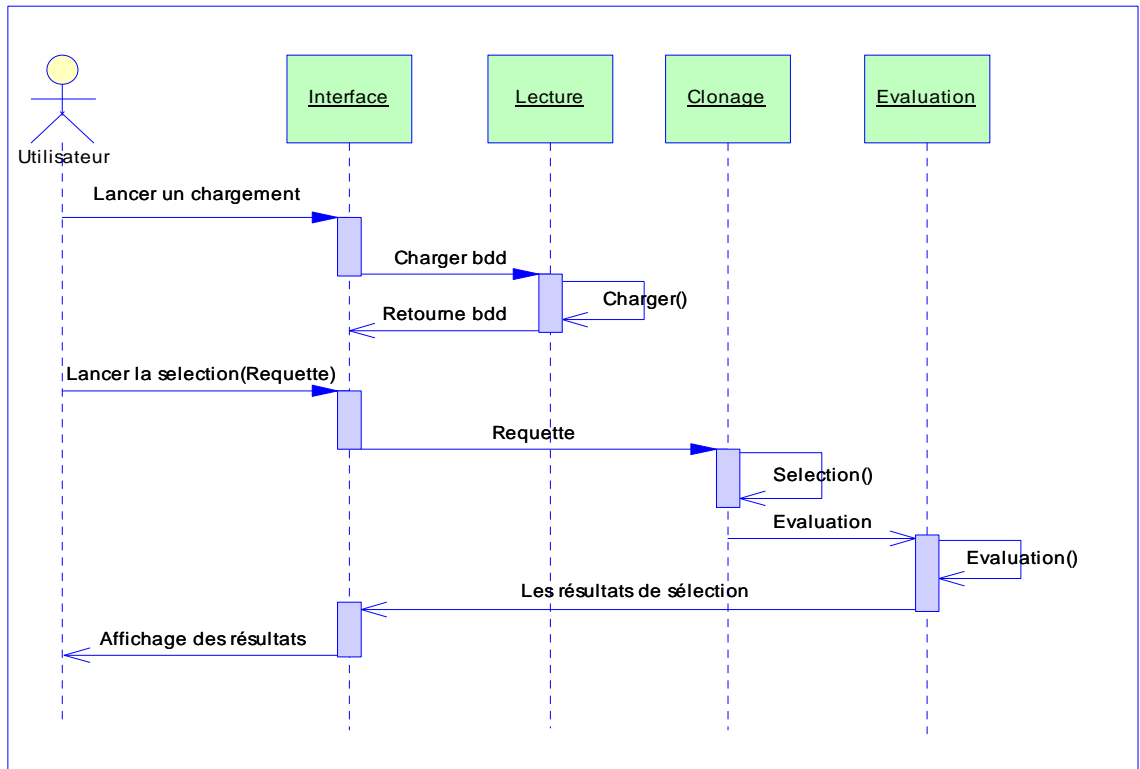 Interface
Lecture
Clonage
Evaluation
Utilisateur
Lancer un chargement
Charger bdd
Charger()
Retourne bdd
Lancer la selection(Requette)
Requette
Selection()
Evaluation
Evaluation()
Les résultats de sélection
Affichage des résultats